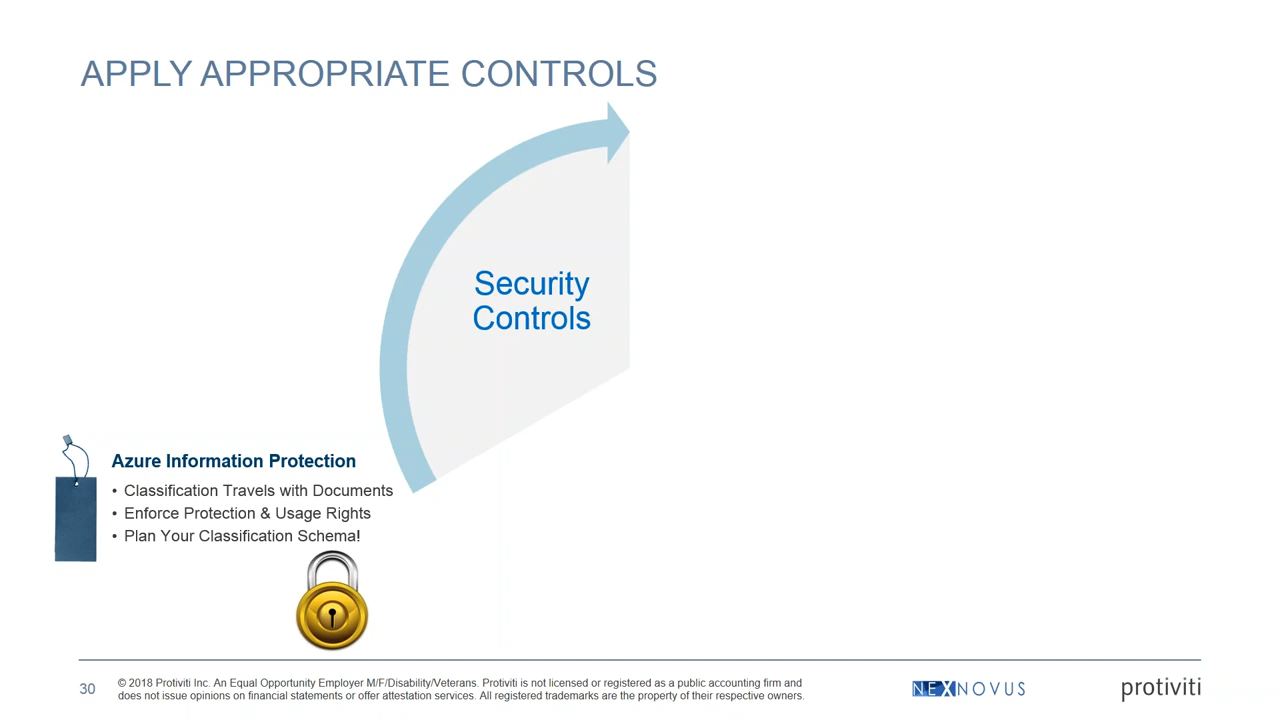 APPLY APPROPRIATE CONTROLS
Security
Controls
Azure Information Protection
• Classification Travels with Documents
• Enforce Protection & Usage Rights
• Plan Your Classification Schema!
30
© 2018 Protiviti Inc. An Equal Opportunity Employer M/F/Disability/Veterans. Protiviti is not licensed or registered as a public accounting firm and
does not issue opinions on financial statements or offer attestation services. All registered trademarks are the property of their respective owners.
NEXNOVUS
protiviti